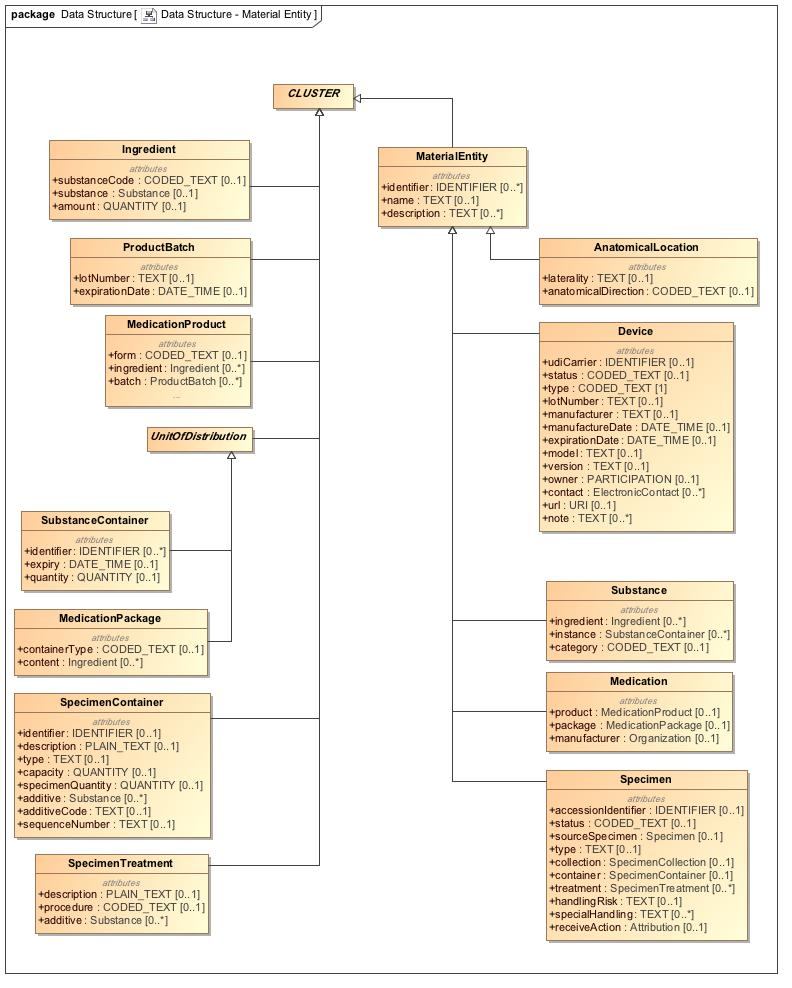 package Data Structure [ Data Structure - Material Entity ]
CLUSTER
Ingredient
attributes
+substanceCode : CODED_TEXT [0..1]
+substance : Substance [0..1]
+amount : QUANTITY [0..1]
MaterialEntity
attributes
+identifier : IDENTIFIER [0..*]
+name : TEXT [0..1]
+description : TEXT [0..*]
ProductBatch
attributes
+lotNumber : TEXT [0..1]
+expirationDate : DATE_TIME [0..1]
AnatomicalLocation
attributes
+laterality : TEXT [0..1]
+anatomicalDirection : CODED_TEXT [0..1]
MedicationProduct
attributes
+form : CODED_TEXT [0..1]
+ingredient : Ingredient [0..*]
+batch : ProductBatch [0..*]
...
Device
attributes
+udiCarrier : IDENTIFIER [0..1]
+status : CODED_TEXT [0..1]
+type : CODED_TEXT [1]
+lotNumber : TEXT [0..1]
+manufacturer : TEXT [0..1]
+manufactureDate : DATE_TIME [0..1]
+expirationDate : DATE_TIME [0..1]
+model : TEXT [0..1]
+version : TEXT [0..1]
+owner : PARTICIPATION [0..1]
+contact : ElectronicContact [0..*]
+url : URI [0..1]
+note : TEXT [0..*]
UnitOfDistribution
SubstanceContainer
attributes
+identifier : IDENTIFIER [0..*]
+expiry : DATE_TIME [0..1]
+quantity : QUANTITY [0..1]
MedicationPackage
attributes
+containerType : CODED_TEXT [0..1]
+content : Ingredient [0..*]
Substance
attributes
+ingredient : Ingredient [0..*]
+instance : SubstanceContainer [0..*]
+category : CODED_TEXT [0..1]
Medication
attributes
+product : MedicationProduct [0..1]
+package : MedicationPackage [0..1]
+manufacturer : Organization [0..1]
SpecimenContainer
attributes
+identifier : IDENTIFIER [0..1]
+description : PLAIN_TEXT [0..1]
+type : TEXT [0..1]
+capacity : QUANTITY [0..1]
+specimenQuantity : QUANTITY [0..1]
+additive : Substance [0..*]
+additiveCode : TEXT [0..1]
+sequenceNumber : TEXT [0..1]
Specimen
attributes
+accessionIdentifier : IDENTIFIER [0..1]
+status : CODED_TEXT [0..1]
+sourceSpecimen : Specimen [0..1]
+type : TEXT [0..1]
+collection : SpecimenCollection [0..1]
+container : SpecimenContainer [0..1]
+treatment : SpecimenTreatment [0..*]
+handlingRisk : TEXT [0..1]
+specialHandling : TEXT [0..*]
+receiveAction : Attribution [0..1]
SpecimenTreatment
attributes
+description : PLAIN_TEXT [0..1]
+procedure : CODED_TEXT [0..1]
+additive : Substance [0..*]